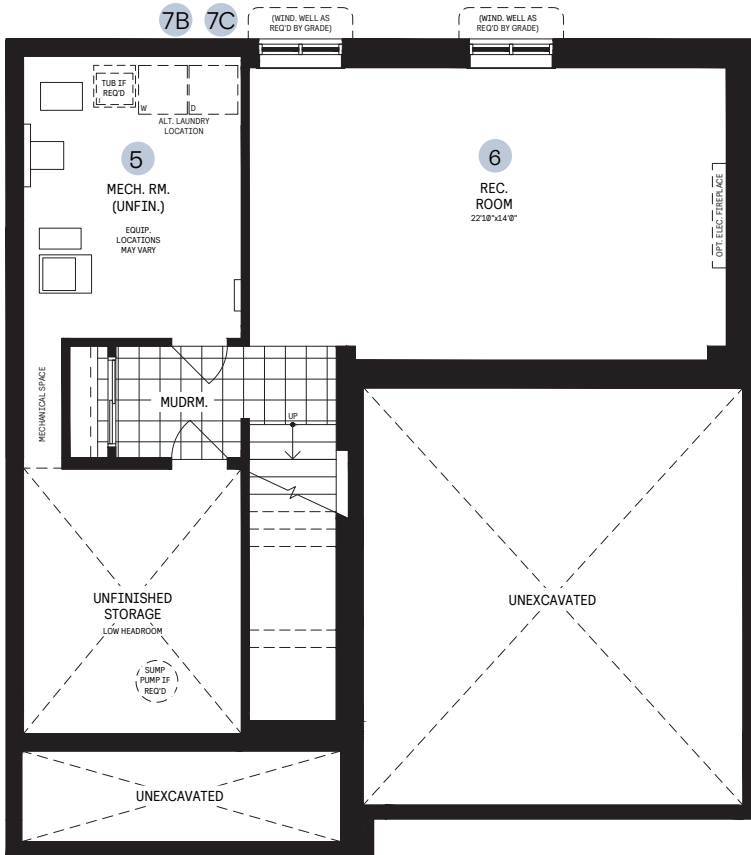 7B 7C
(WIND. WELL AS
REQ'D BY GRADE)
(WIND. WELL AS
REQ'D BY GRADE)
TUB IF
REQ'D
W
D
ALT. LAUNDRY
LOCATION
5
MECH. RM.
(UNFIN.)
EQUIP.
LOCATIONS
MAY VARY
6
REC.
ROOM
22'10"x14'0"
OPT. ELEC. FIREPLACE
MECHANICAL SPACE
MUDRM.
UP
UNFINISHED
STORAGE
LOW HEADROOM
SUMP
PUMP IF
REQ'D
UNEXCAVATED
UNEXCAVATED